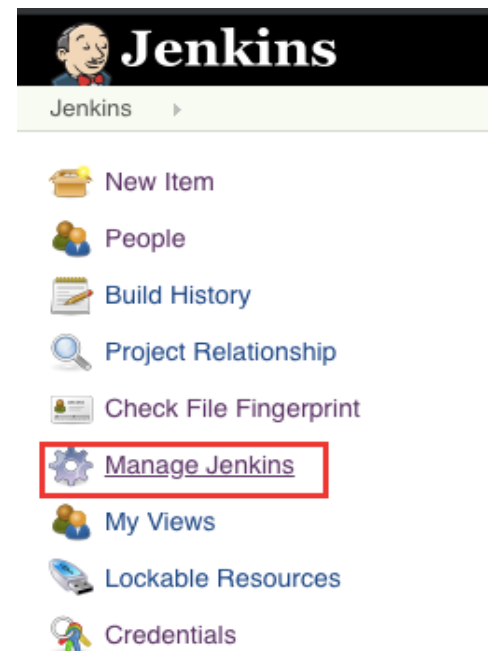 Jenkins
Jenkins
New Item
People
Build History
Project Relationship
Check File Fingerprint
Manage Jenkins
My Views
Lockable Resources
Credentials